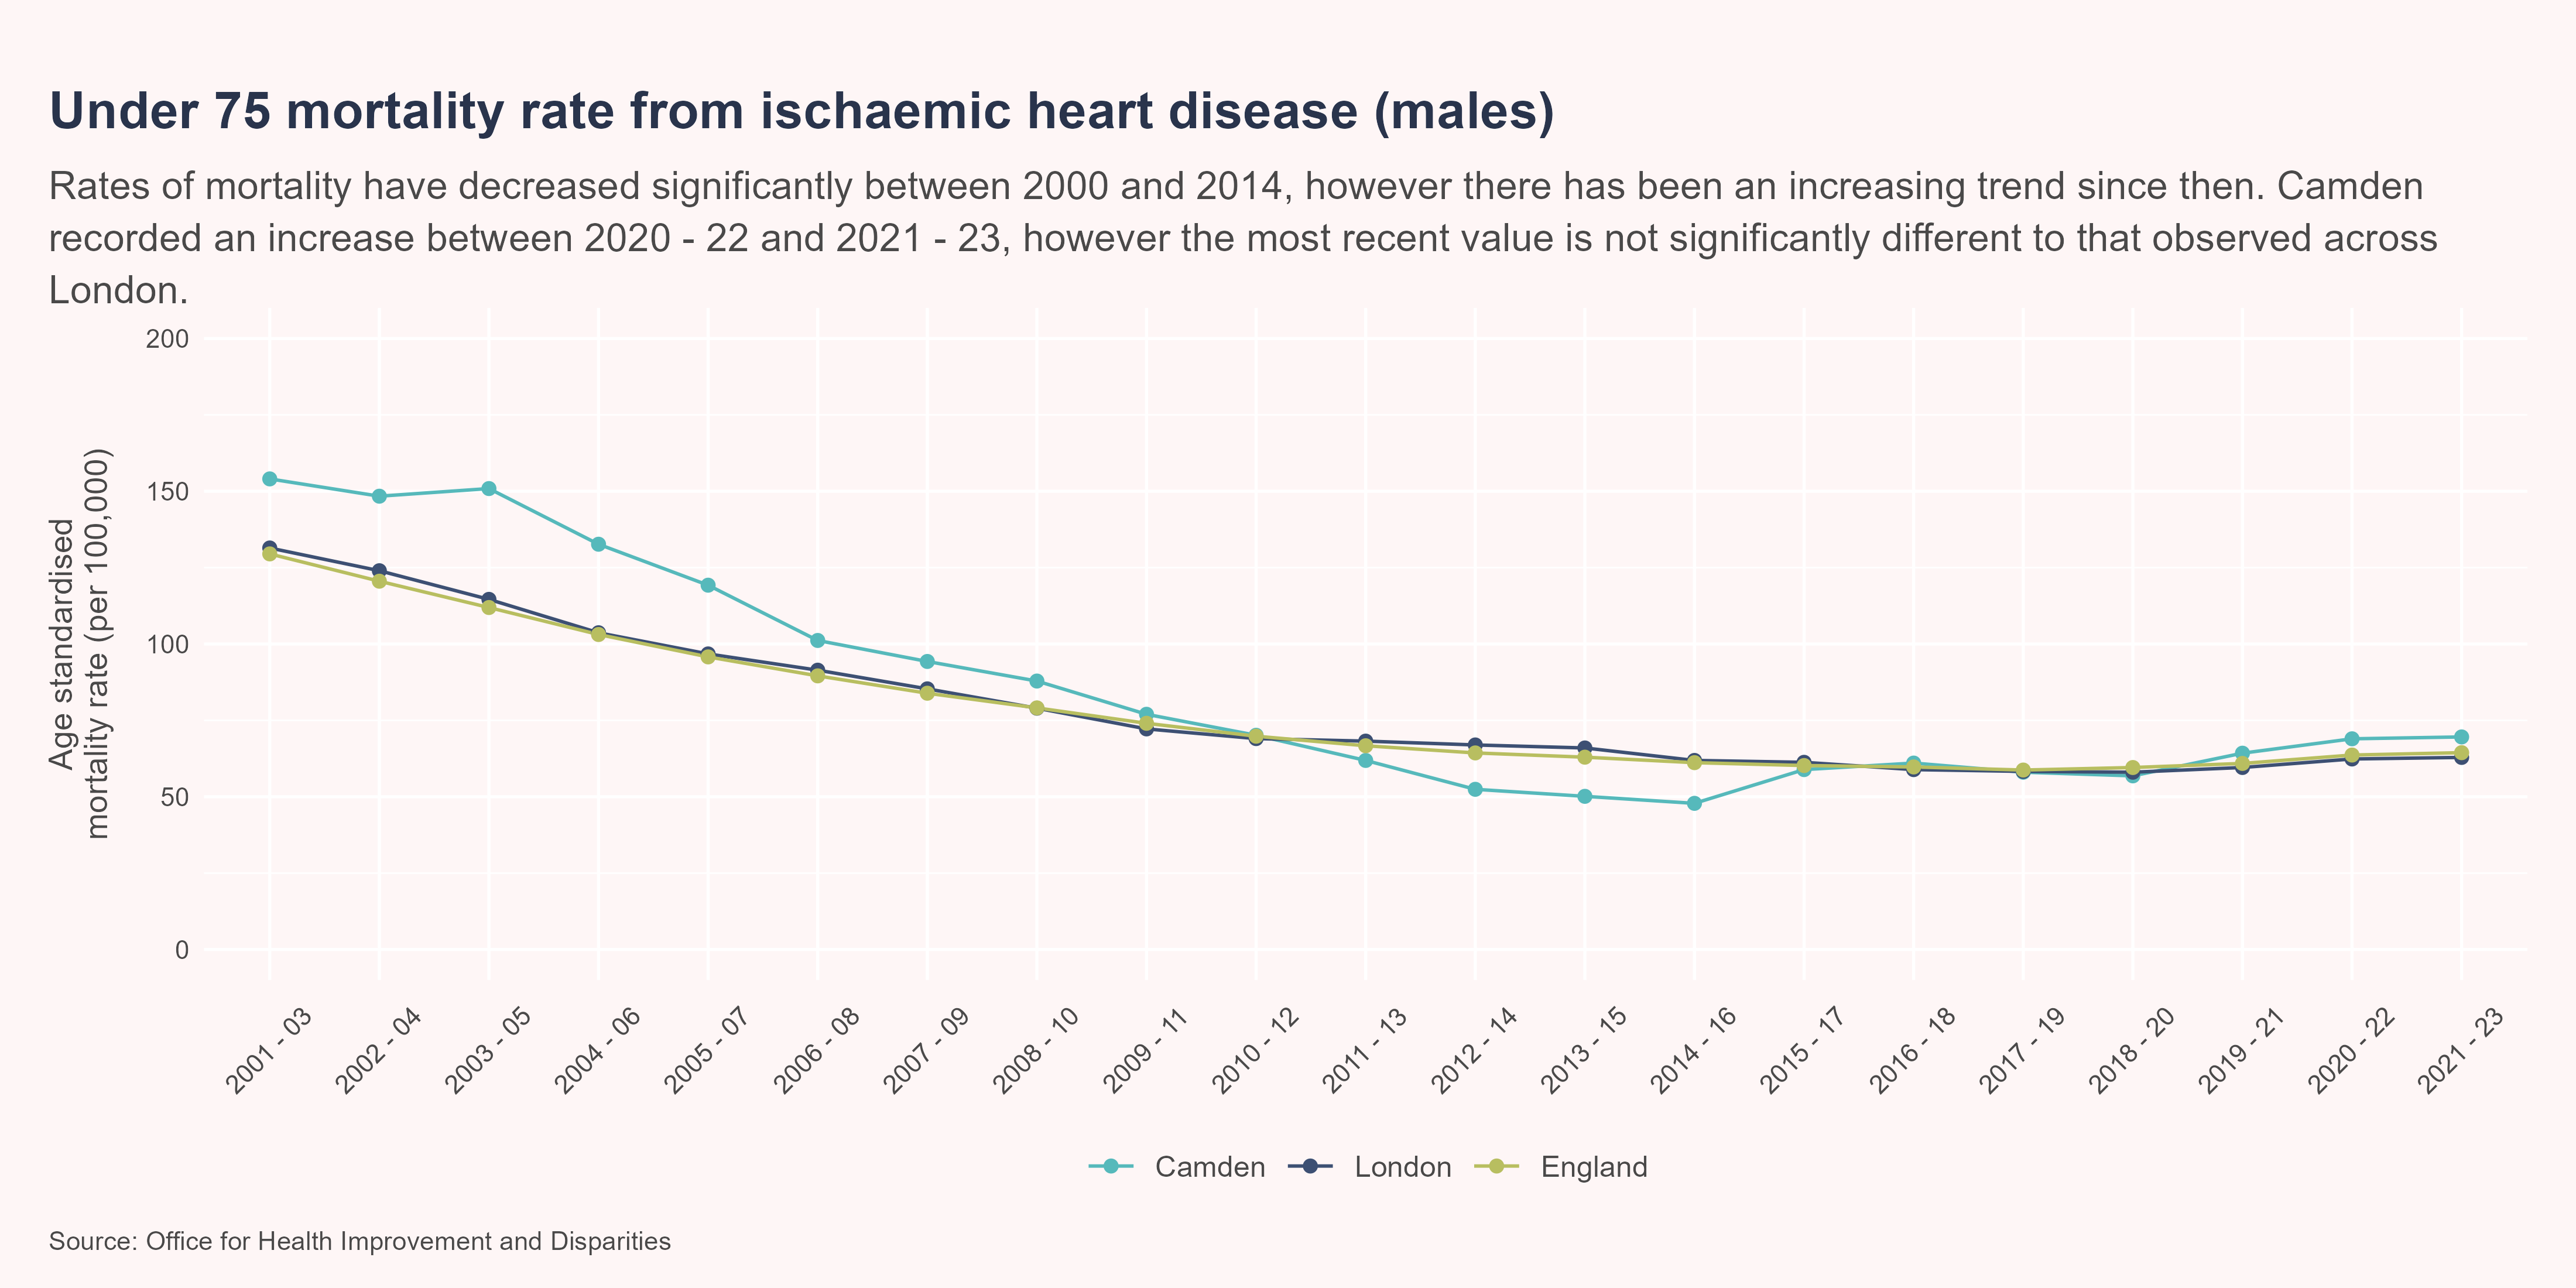 Under 75 mortality rate from ischaemic heart disease (males)
Rates of mortality have decreased significantly between 2000 and 2014, however there has been an increasing trend since then. Camden
recorded an increase between 2020 - 22 and 2021 - 23, however the most recent value is not significantly different to that observed across
London.
Age standardised
mortality rate (per 100,000)
200
150
100
50
0
2001 - 03
2002 - 04
2003 - 05
2004 - 06
2005 - 07
2006 - 08
2007 - 09
2008 - 10
2009 - 11
2010 - 12
2011 - 13
2012 - 14
2013 - 15
2014 - 16
2015 - 17
2016 - 18
2017 - 19
2018 - 20
2019 - 21
2020 - 22
2021 - 23
Camden
London
England
Source: Office for Health Improvement and Disparities